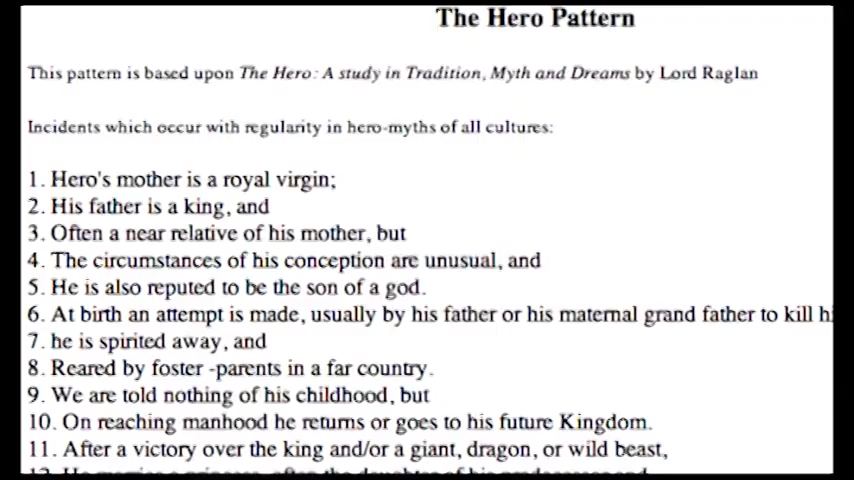 The Hero Pattern
This pattern is based upon The Hero: A study in Tradition, Myth and Dreams by Lord Raglan
Incidents which occur with regularity in hero-myths of all cultures:
1. Hero's mother is a royal virgin;
2. His father is a king, and
3. Often a near relative of his mother, but
4. The circumstances of his conception are unusual, and
5. He is also reputed to be the son of a god.
6. At birth an attempt is made, usually by his father or his maternal grand father to kill
7. he is spirited away, and
8. Reared by foster -parents in a far country.
9. We are told nothing of his childhood, but
10. On reaching manhood he returns or goes to his future Kingdom.
11. After a victory over the king and/or a giant, dragon, or wild beast,